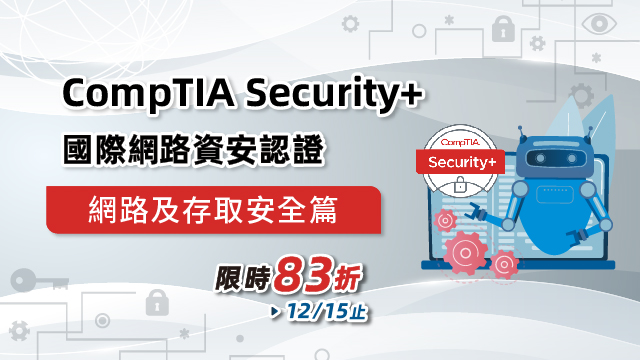 CompTIA Security+
國際網路資安認證
網路及存取安全篇
限時83折
12/15止
CompTIA.
Security+